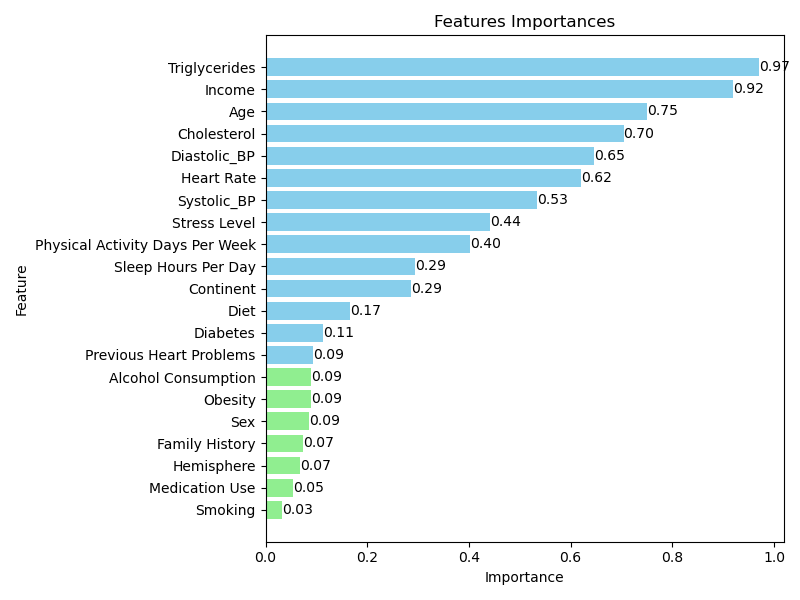 Features Importances
Triglycerides 0.97
Income 0.92
Age 0.75
Cholesterol 0.70
Diastolic_BP 0.65
Heart Rate 0.62
Systolic_BP 0.53
Stress Level 0.44
Physical Activity Days Per Week 0.40
Sleep Hours Per Day 0.29
Continent 0.29
Diet 0.17
Diabetes 0.11
Previous Heart Problems 0.09
Alcohol Consumption 0.09
Obesity 0.09
Sex 0.09
Family History 0.07
Hemisphere 0.07
Medication Use 0.05
Smoking 0.03
Feature
0.0 0.2 0.4 0.6 0.8 1.0
Importance